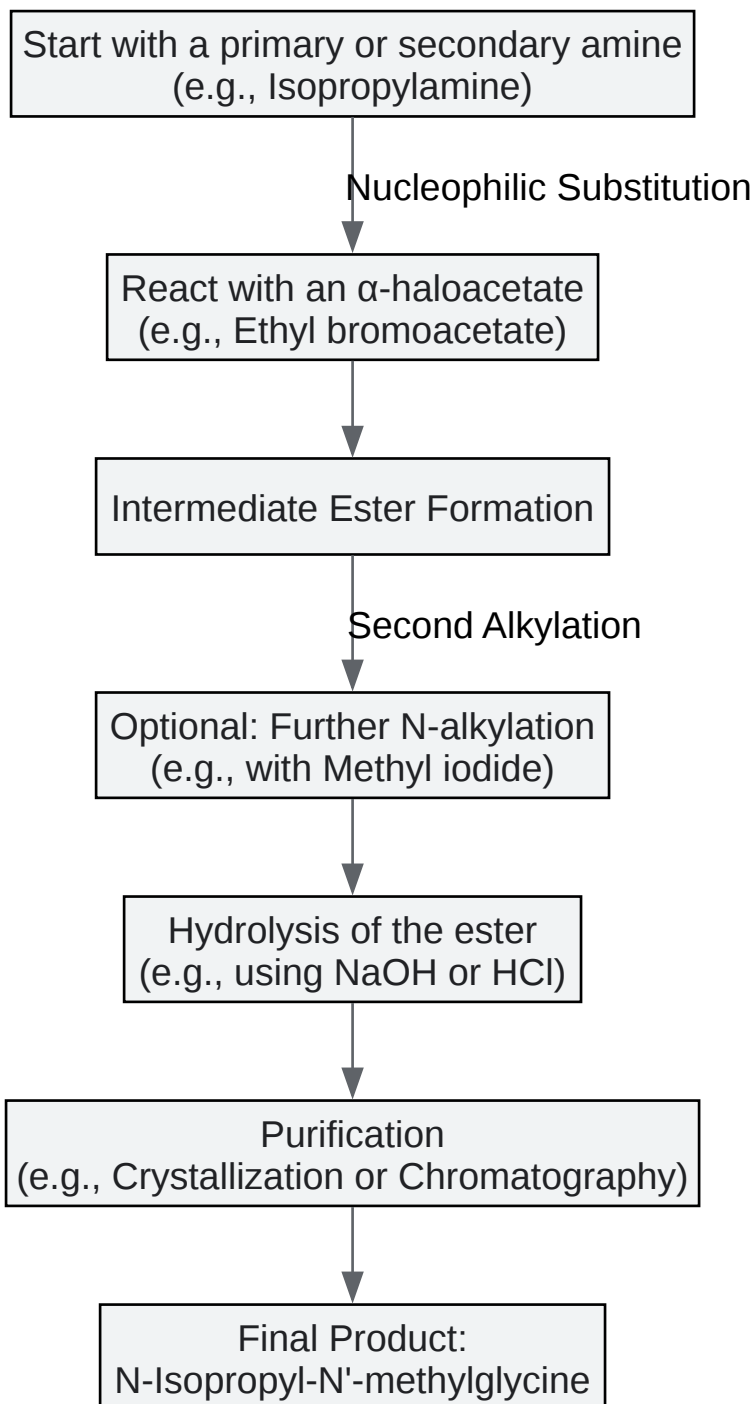 Start with a primary or secondary amine
(e.g., Isopropylamine)
Nucleophilic Substitution
React with an α-haloacetate
(e.g., Ethyl bromoacetate)
Intermediate Ester Formation
Second Alkylation
Optional: Further N-alkylation
(e.g., with Methyl iodide)
Hydrolysis of the ester
(e.g., using NaOH or HCl)
Purification
(e.g., Crystallization or Chromatography)
Final Product:
N-Isopropyl-N'-methylglycine